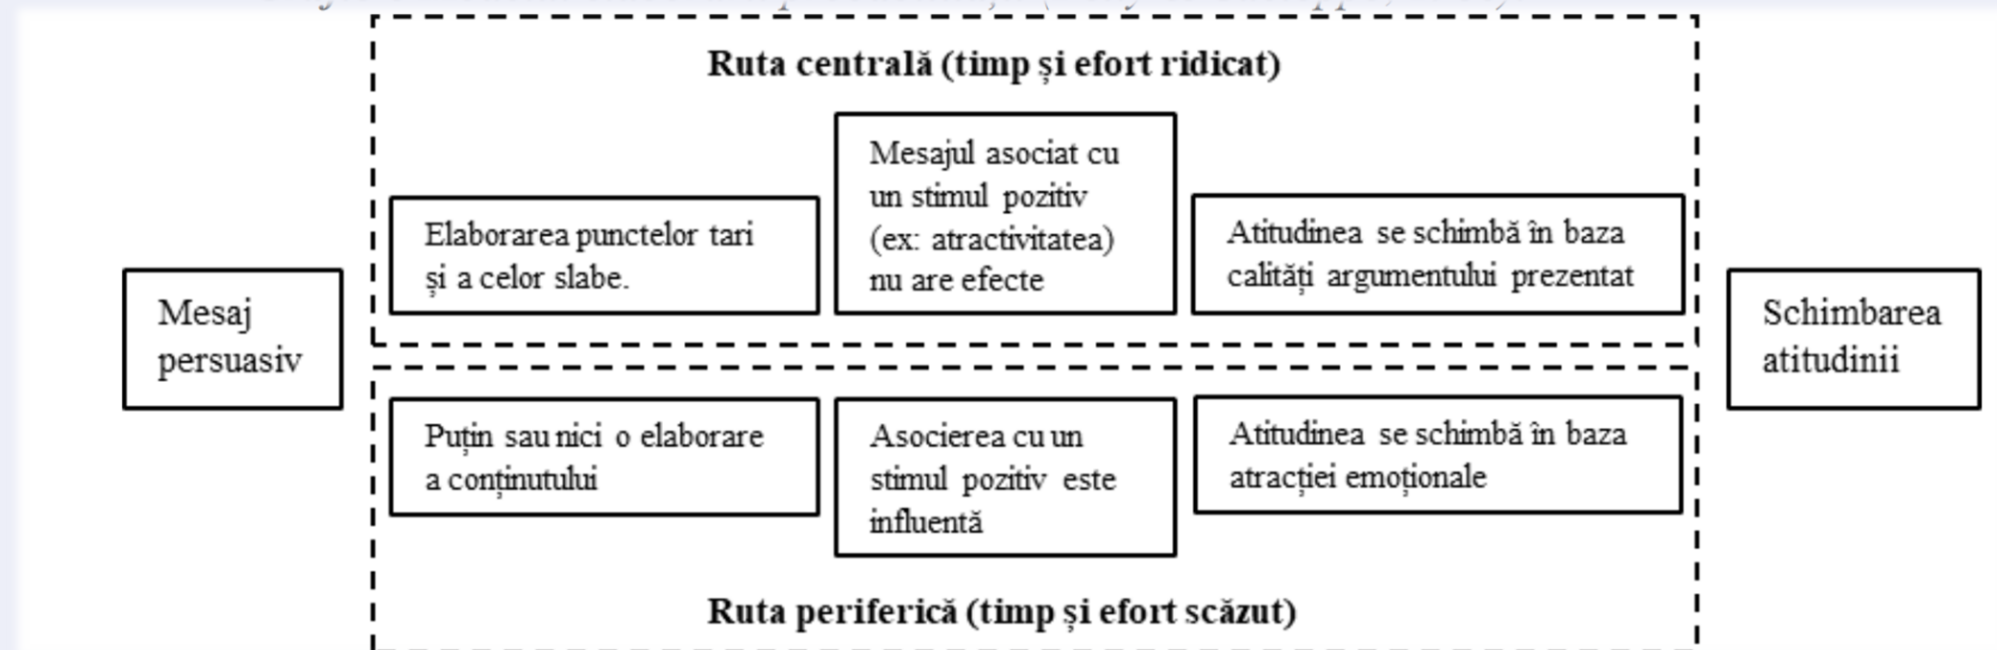 Ruta centrală (timp și efort ridicat)
Mesajul asociat cu
un stimul pozitiv
(ex: atractivitatea)
nu are efecte
Elaborarea punctelor tari
și a celor slabe.
Atitudinea se schimbă în baza
calități argumentului prezentat
Mesaj
persuasiv
Schimbarea
atitudinii
Puțin sau nici o elaborare
a conținutului
Asocierea cu un
stimul pozitiv este
influentă
Atitudinea se schimbă în baza
atracției emoționale
Ruta periferică (timp și efort scăzut)